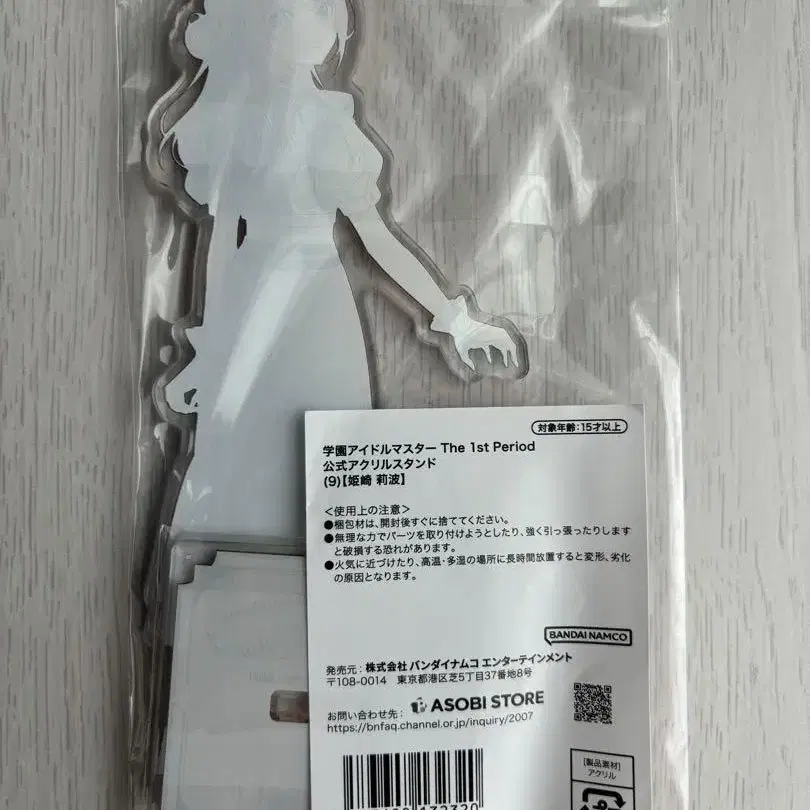 対象年齢:15才以上
学園アイドルマスター The 1st Period
公式アクリルスタンド
(9)【姫崎 莉波】
<使用上の注意>
●梱包材は、開封後すぐに捨ててください。
●無理な力でパーツを取り付けようとしたり、強く引っ張ったりします
と破損する恐れがあります。
●火気に近づけたり、高温・多湿の場所に長時間放置すると変形、劣化
の原因となります。
BANDAI NAMCO
発売元:株式会社 バンダイナムコ エンターテインメント
〒108-0014 東京都港区芝5丁目37番地8号
お問い合わせ先: ASOBI STORE
https://bnfaq.channel.or.jp/inquiry/2007
[製品素材]
アクリル